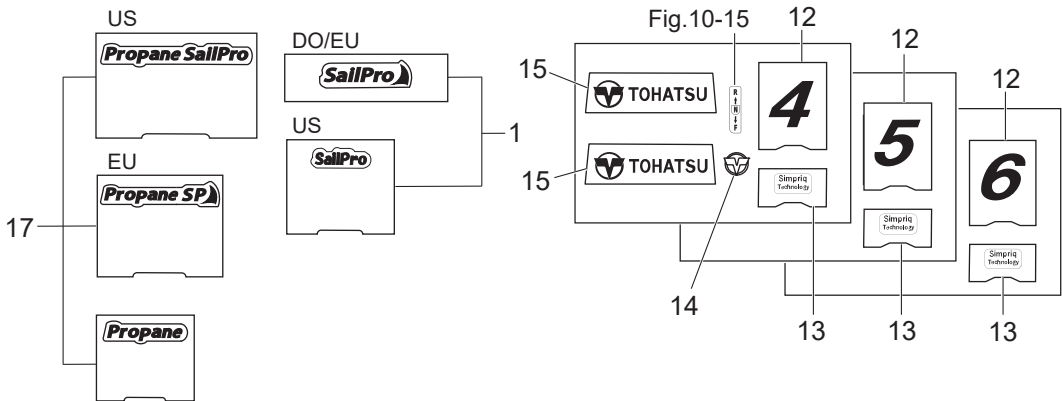 US
Propane SailPro
EU
Propane SP
Propane
17
DO/EU
SailPro
US
SailPro
1
Fig.10-15
12
12
12
15
TOHATSU
R
N
F
4
5
6
15
TOHATSU
Simpriq
Technology
Simpriq
Technology
Simpriq
Technology
14
13
13
13